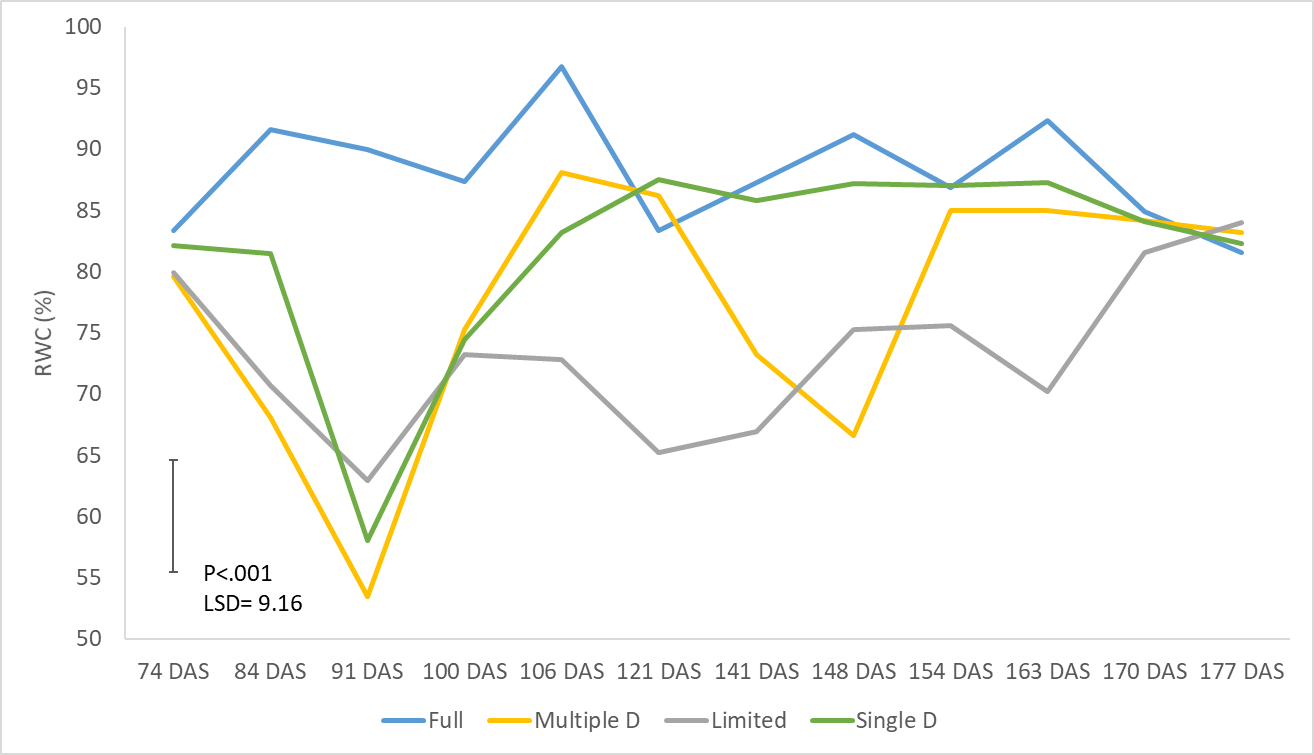 100
95
90
85
80
75
70
65
60
55
50
RWC (%)
P<.001
LSD= 9.16
74 DAS 84 DAS 91 DAS 100 DAS 106 DAS 121 DAS 141 DAS 148 DAS 154 DAS 163 DAS 170 DAS 177 DAS
Full Multiple D Limited Single D